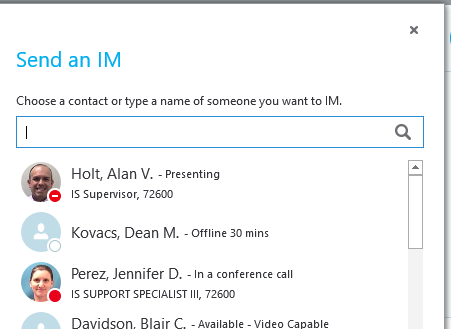 Send an IM
Choose a contact or type a name of someone you want to IM.
Holt, Alan V. - Presenting
IS Supervisor, 72600
Kovacs, Dean M. - Offline 30 mins
Perez, Jennifer D. - In a conference call
IS SUPPORT SPECIALIST III, 72600
Davidson, Blair C. - Available - Video Capable